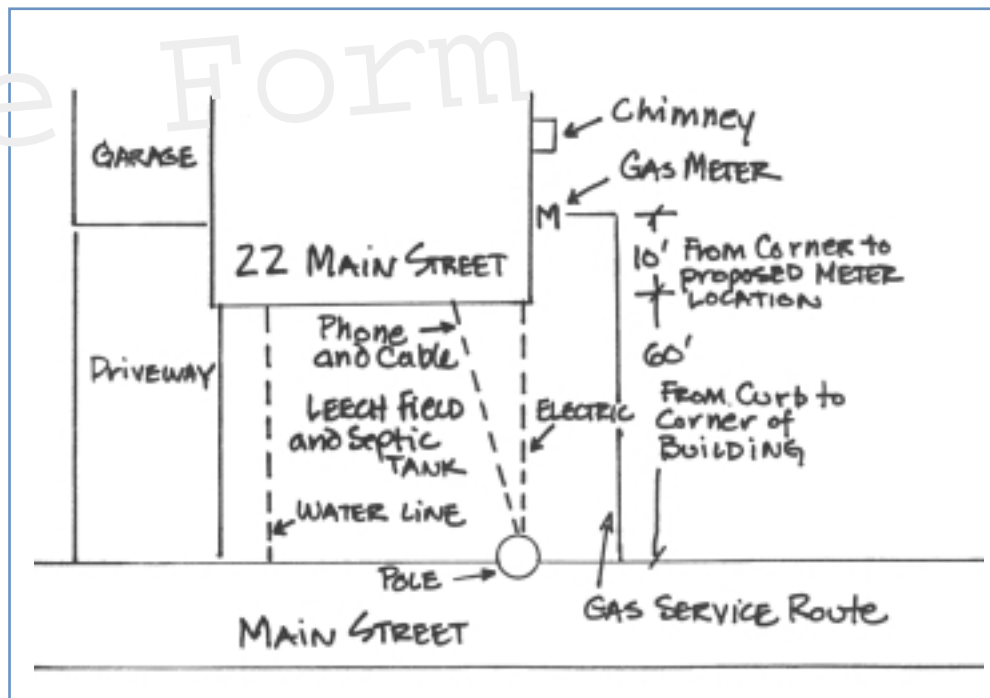 e Form
Chimney
GARAGE
GAS METER
M
22 MAIN STREET
10' From Corner to
proposed METER
LOCATION
Phone
and Cable
60'
Driveway
LEECH FIELD
and Septic
TANK
ELECTRIC
FROM Curb to
Corner of
BUILDING
WATER LINE
POLE
GAS SERVICE Route
MAIN STREET